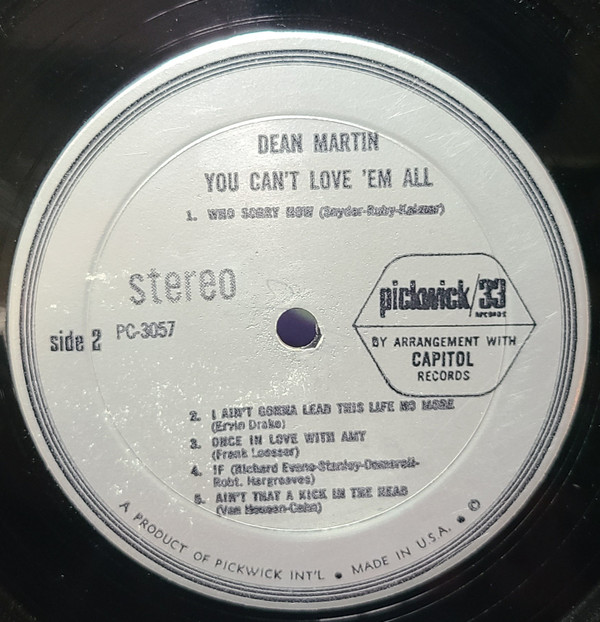 DEAN MARTIN
YOU CAN'T LOVE 'EM ALL
1. WHO SORRY NOW (Snyder-Ruby-Kalmar)
stereo
side 2 PC-3057
pickwick/33
RECORDS
BY ARRANGEMENT WITH
CAPITOL
RECORDS
2. I AIN'T GONNA LEAD THIS LIFE NO MORE
(Ervin Drake)
3. ONCE IN LOVE WITH AMY
(Frank Loesser)
4. IF (Richard Evans-Stanley-Damerell-
Robt. Hargreaves)
5. AIN'T THAT A KICK IN THE HEAD
(Van Heusen-Cahn)
A PRODUCT OF PICKWICK INT'L • MADE IN U.S.A. • ©